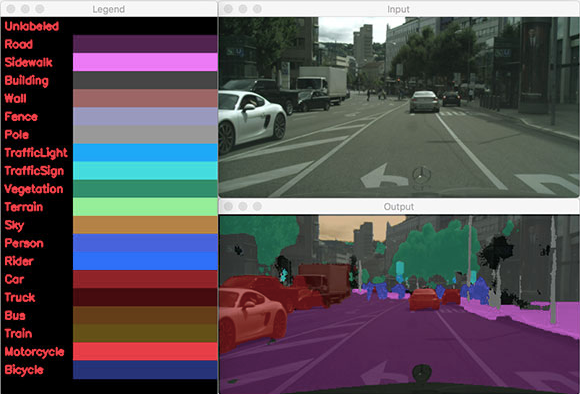 Legend
Unlabeled
Road
Sidewalk
Building
Wall
Fence
Pole
TrafficLight
TrafficSign
Vegetation
Terrain
Sky
Person
Rider
Car
Truck
Bus
Train
Motorcycle
Bicycle
Input
Output